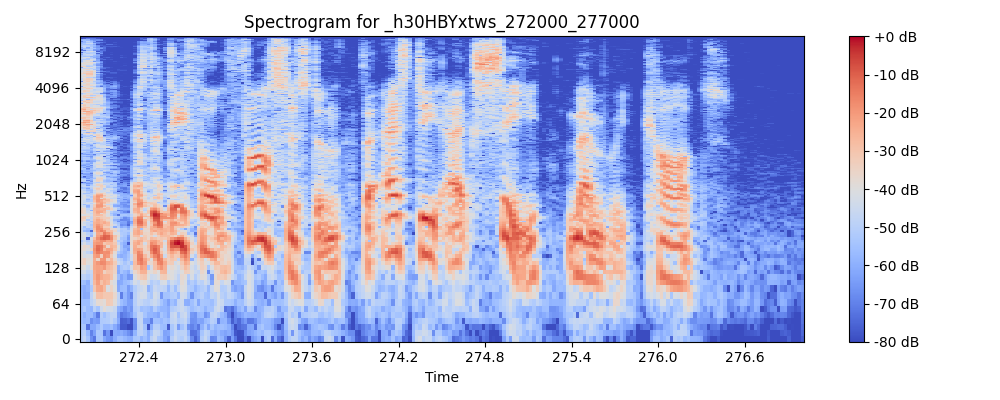 Spectrogram for _h30HBYxtws_272000_277000
8192
4096
2048
1024
512
256
128
64
0
Hz
272.4 273.0 273.6 274.2 274.8 275.4 276.0 276.6
Time
+0 dB
-10 dB
-20 dB
-30 dB
-40 dB
-50 dB
-60 dB
-70 dB
-80 dB